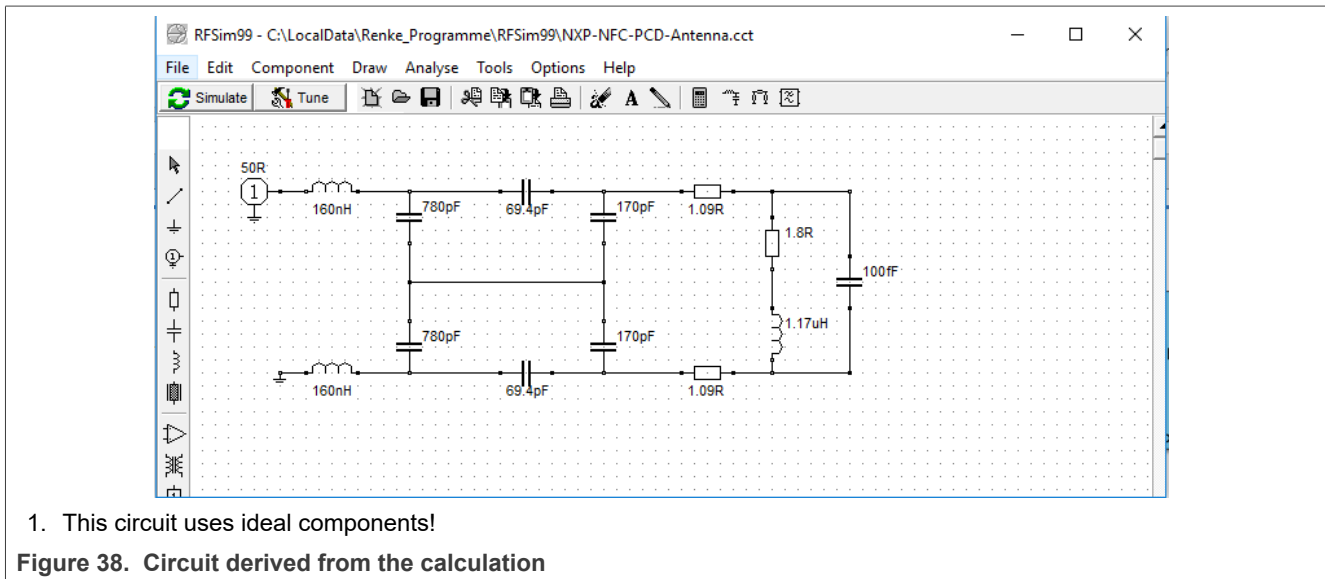 RFSim99 - C:\LocalData\Renke_Programme\RFSim99\NXP-NFC-PCD-Antenna.cct
File Edit Component Draw Analyse Tools Options Help
Simulate Tune A
50R
1
160nH 780pF 69.4pF 170pF 1.09R
1.8R
100fF
1.17uH
780pF 170pF
160nH 69.4pF 1.09R
1. This circuit uses ideal components!
Figure 38. Circuit derived from the calculation